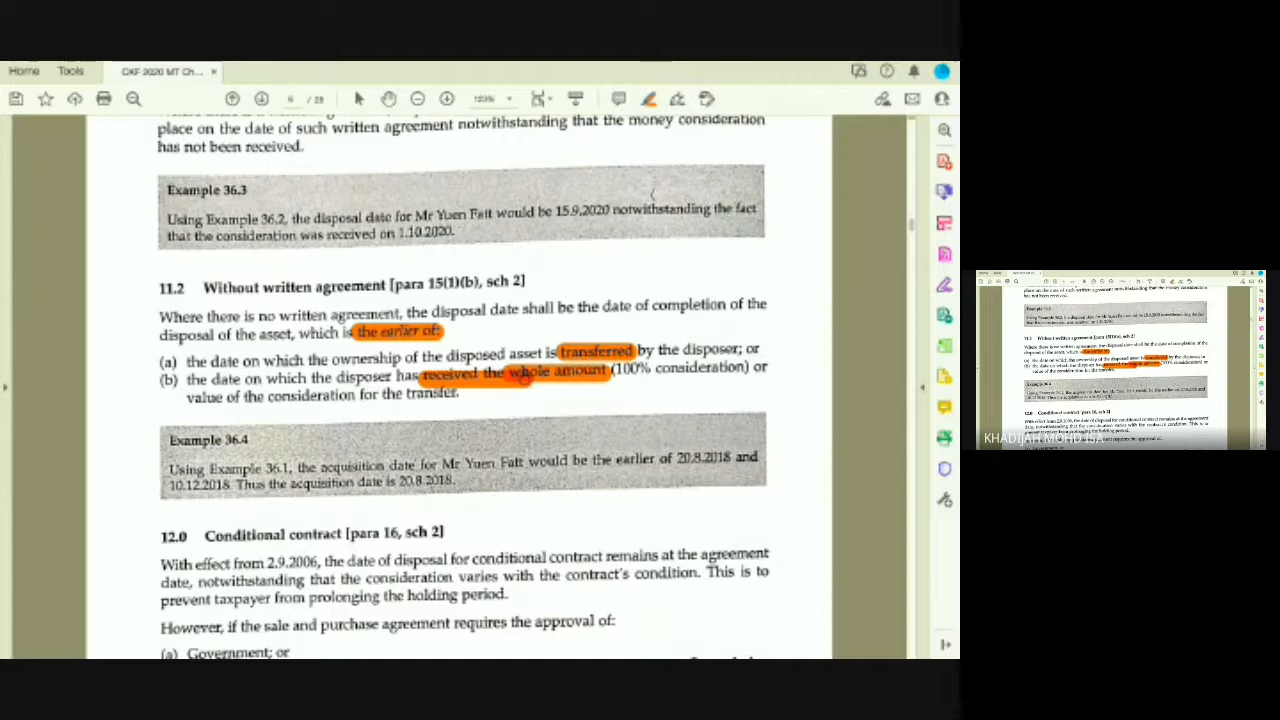 Home Tools CKF 2020 MT Ch... ×
6 / 28 120%
place on the date of such written agreement notwithstanding that the money consideration
has not been received.
Example 36.3
Using Example 36.2, the disposal date for Mr Yuen Fatt would be 15.9.2020 notwithstanding the fact
that the consideration was received on 1.10.2020.
11.2 Without written agreement [para 15(1)(b), sch 2]
Where there is no written agreement, the disposal date shall be the date of completion of the
disposal of the asset, which is the earlier of:
(a) the date on which the ownership of the disposed asset is transferred by the disposer; or
(b) the date on which the disposer has received the whole amount (100% consideration) or
value of the consideration for the transfer.
Example 36.4
Using Example 36.1, the acquisition date for Mr Yuen Fatt would be the earlier of 20.8.2018 and
10.12.2018. Thus the acquisition date is 20.8.2018.
12.0 Conditional contract [para 16, sch 2]
With effect from 2.9.2006, the date of disposal for conditional contract remains at the agreement
date, notwithstanding that the consideration varies with the contract's condition. This is to
prevent taxpayer from prolonging the holding period.
However, if the sale and purchase agreement requires the approval of:
(a) Government; or
KHADIJAH MOHD ISA